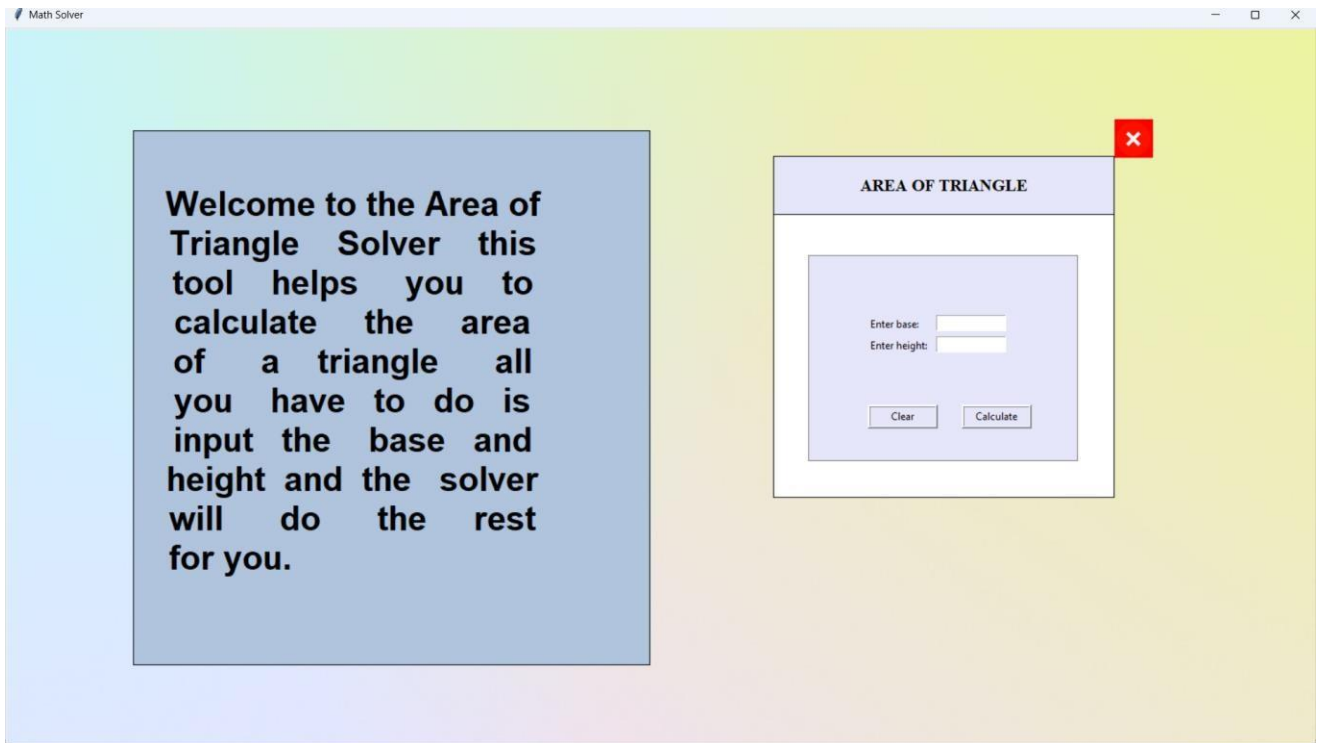 Math Solver
Welcome to the Area of
Triangle Solver this
tool helps you to
calculate the area
of a triangle all
you have to do is
input the base and
height and the solver
will do the rest
for you.
AREA OF TRIANGLE
Enter base:
Enter height:
Clear Calculate